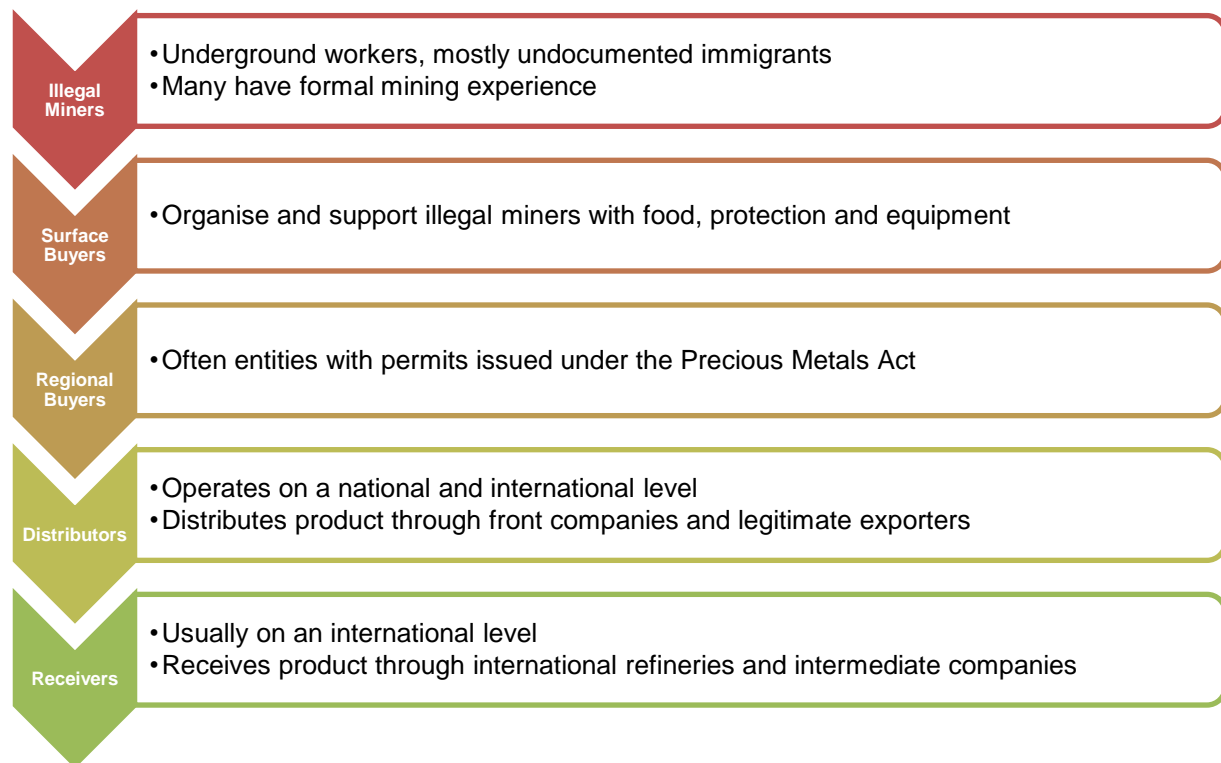 Illegal
Miners
•Underground workers, mostly undocumented immigrants
•Many have formal mining experience
Surface
Buyers
•Organise and support illegal miners with food, protection and equipment
Regional
Buyers
•Often entities with permits issued under the Precious Metals Act
Distributors
•Operates on a national and international level
•Distributes product through front companies and legitimate exporters
Receivers
•Usually on an international level
•Receives product through international refineries and intermediate companies